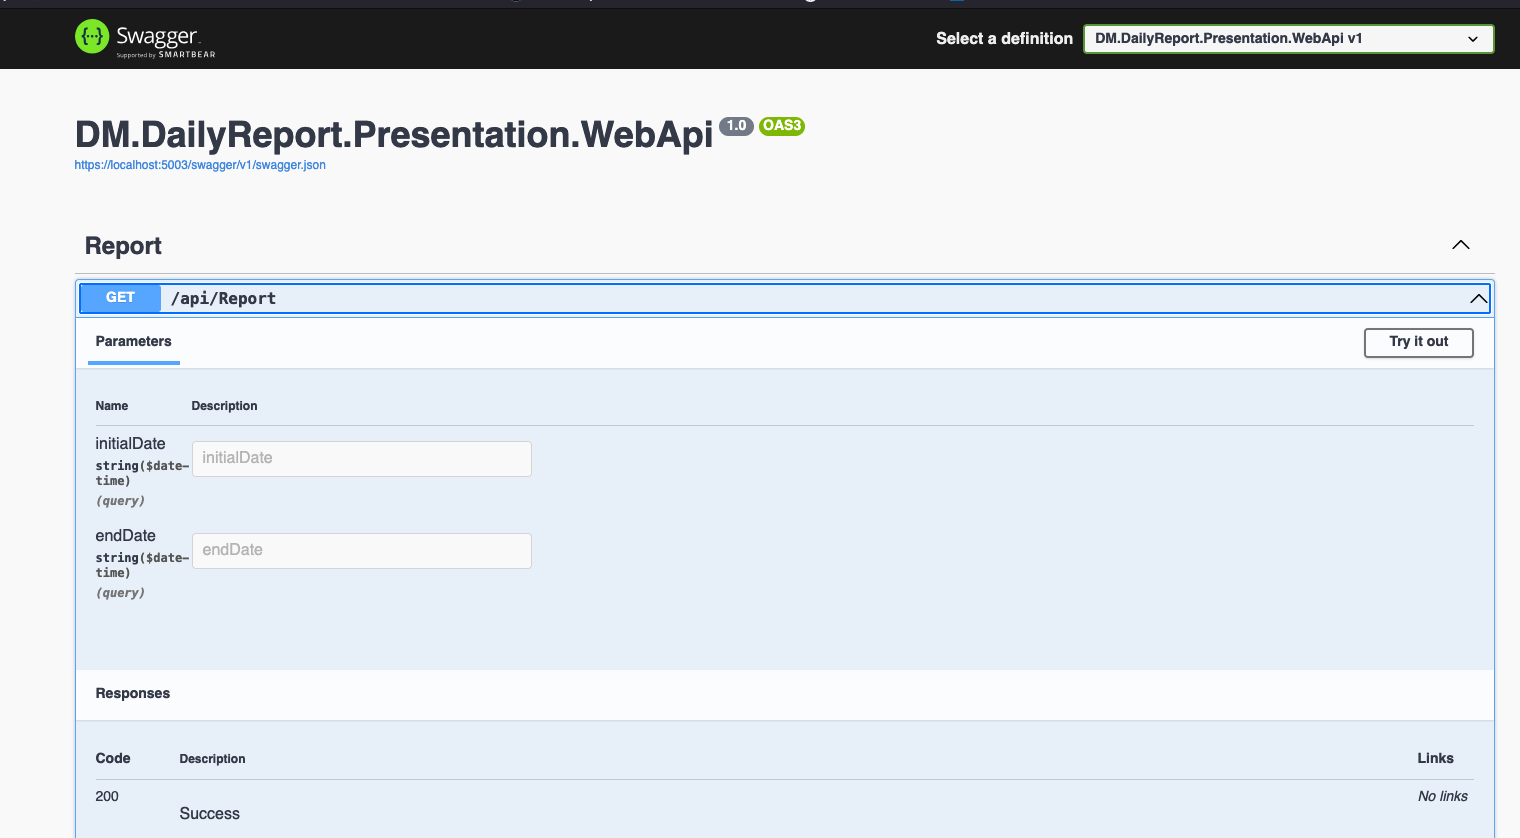 Swagger
Supported by SMARTBEAR
Select a definition
DM.DailyReport.Presentation.WebApi v1
DM.DailyReport.Presentation.WebApi 1.0 OAS3
https://localhost:5003/swagger/v1/swagger.json
Report
GET /api/Report
Parameters
Try it out
Name Description
initialDate
string($date-
time)
(query)
initialDate
endDate
string($date-
time)
(query)
endDate
Responses
Code Description Links
200
Success
No links